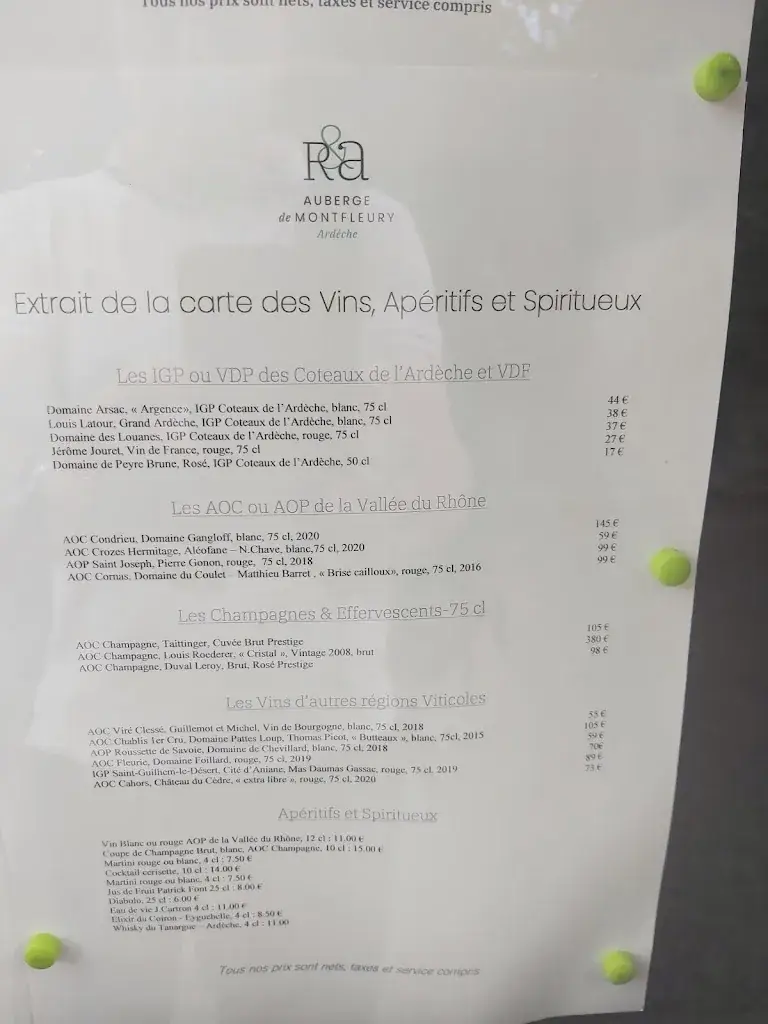 Tous nos prix sont nets, taxes et service compris
R&a
AUBERGE
de MONTFLEURY
Ardèche
Extrait de la carte des Vins, Apéritifs et Spiritueux
Les IGP ou VDP des Coteaux de l'Ardèche et VDF
Domaine Arsac, « Argence», IGP Coteaux de l'Ardèche, blanc, 75 cl 44 €
Louis Latour, Grand Ardèche, IGP Coteaux de l'Ardèche, blanc, 75 cl 38 €
Domaine des Louanes, IGP Coteaux de l'Ardèche, rouge, 75 cl 37 €
Jérôme Jouret, Vin de France, rouge, 75 cl 27 €
Domaine de Peyre Brune, Rosé, IGP Coteaux de l'Ardèche, 50 cl 17 €
Les AOC ou AOP de la Vallée du Rhône
AOC Condrieu, Domaine Gangloff, blanc, 75 cl, 2020 145 €
AOC Crozes Hermitage, Aléofane – N.Chave, blanc,75 cl, 2020 59 €
AOP Saint Joseph, Pierre Gonon, rouge, 75 cl, 2018 99 €
AOC Cornas, Domaine du Coulet – Matthieu Barret , « Brise cailloux», rouge, 75 cl, 2016 99 €
Les Champagnes & Effervescents-75 cl
AOC Champagne, Taittinger, Cuvée Brut Prestige 105 €
AOC Champagne, Louis Roederer, « Cristal », Vintage 2008, brut 380 €
AOC Champagne, Duval Leroy, Brut, Rosé Prestige 98 €
Les Vins d'autres régions Viticoles
AOC Viré Clessé, Guillemot et Michel, Vin de Bourgogne, blanc, 75 cl, 2018 55 €
AOC Chablis 1er Cru, Domaine Pattes Loup, Thomas Picot, « Butteaux », blanc, 75cl, 2015 105 €
AOP Roussette de Savoie, Domaine de Chevillard, blanc, 75 cl, 2018 59 €
AOC Fleurie, Domaine Foillard, rouge, 75 cl, 2019 70€
IGP Saint-Guilhem-le-Désert, Cité d'Aniane, Mas Daumas Gassac, rouge, 75 cl, 2019 89 €
AOC Cahors, Château du Cèdre, « extra libre », rouge, 75 cl, 2020 73 €
Apéritifs et Spiritueux
Vin Blanc ou rouge AOP de la Vallée du Rhône, 12 cl : 11.00 €
Coupe de Champagne Brut, blanc, AOC Champagne, 10 cl : 15.00 €
Martini rouge ou blanc, 4 cl : 7.50 €
Cocktail cerisette, 10 cl : 14.00 €
Martini rouge ou blanc, 4 cl : 7.50 €
Jus de Fruit Patrick Font 25 cl : 8.00 €
Diabolo, 25 cl : 6.00 €
Eau de vie J.Cartron 4 cl : 11.00 €
Elixir du Coiron - Eyguebelle, 4 cl : 8.50 €
Whisky du Tanargue – Ardèche, 4 cl : 11.00
Tous nos prix sont nets, taxes et service compris